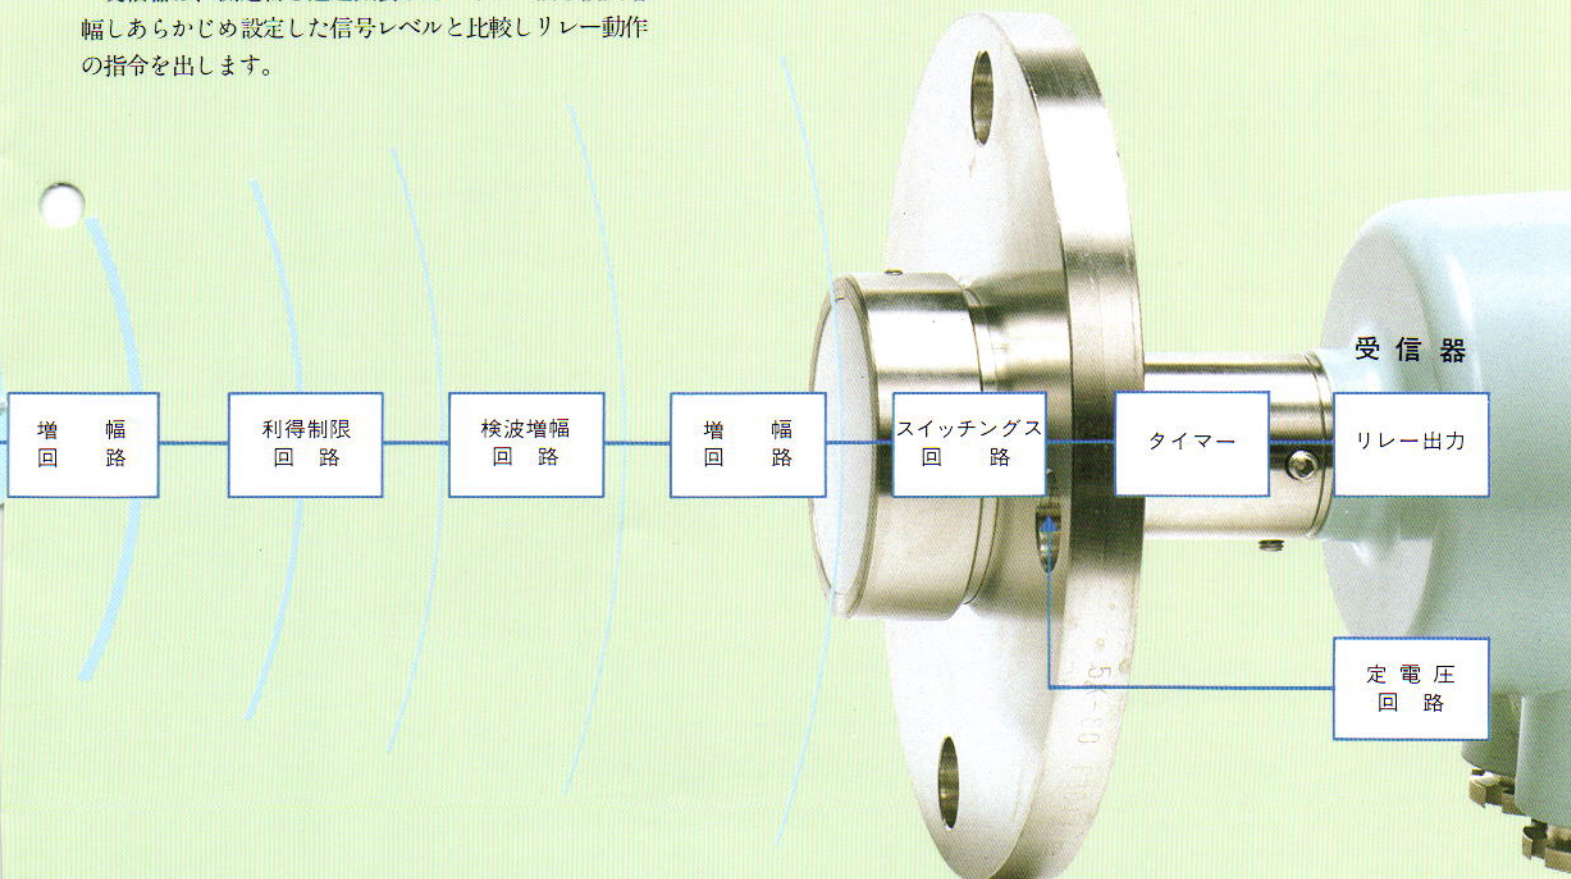 幅しあらかじめ設定した信号レベルと比較しリレー動作
の指令を出します。
受信器
増幅
回路
利得制限
回路
検波増幅
回路
増幅
回路
スイッチングス
回路
タイマー
リレー出力
定電圧
回路